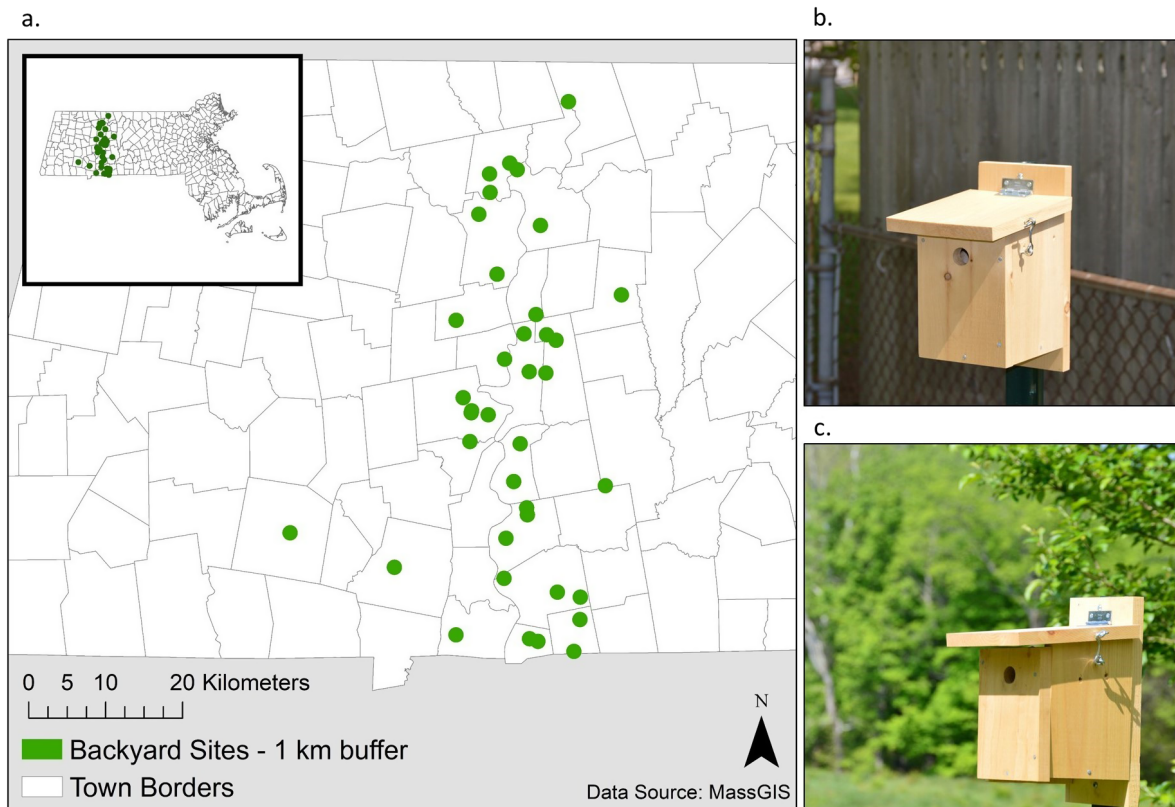 a.
b.
c.
0 5 10 20 Kilometers
Backyard Sites - 1 km buffer
Town Borders
N
Data Source: MassGIS